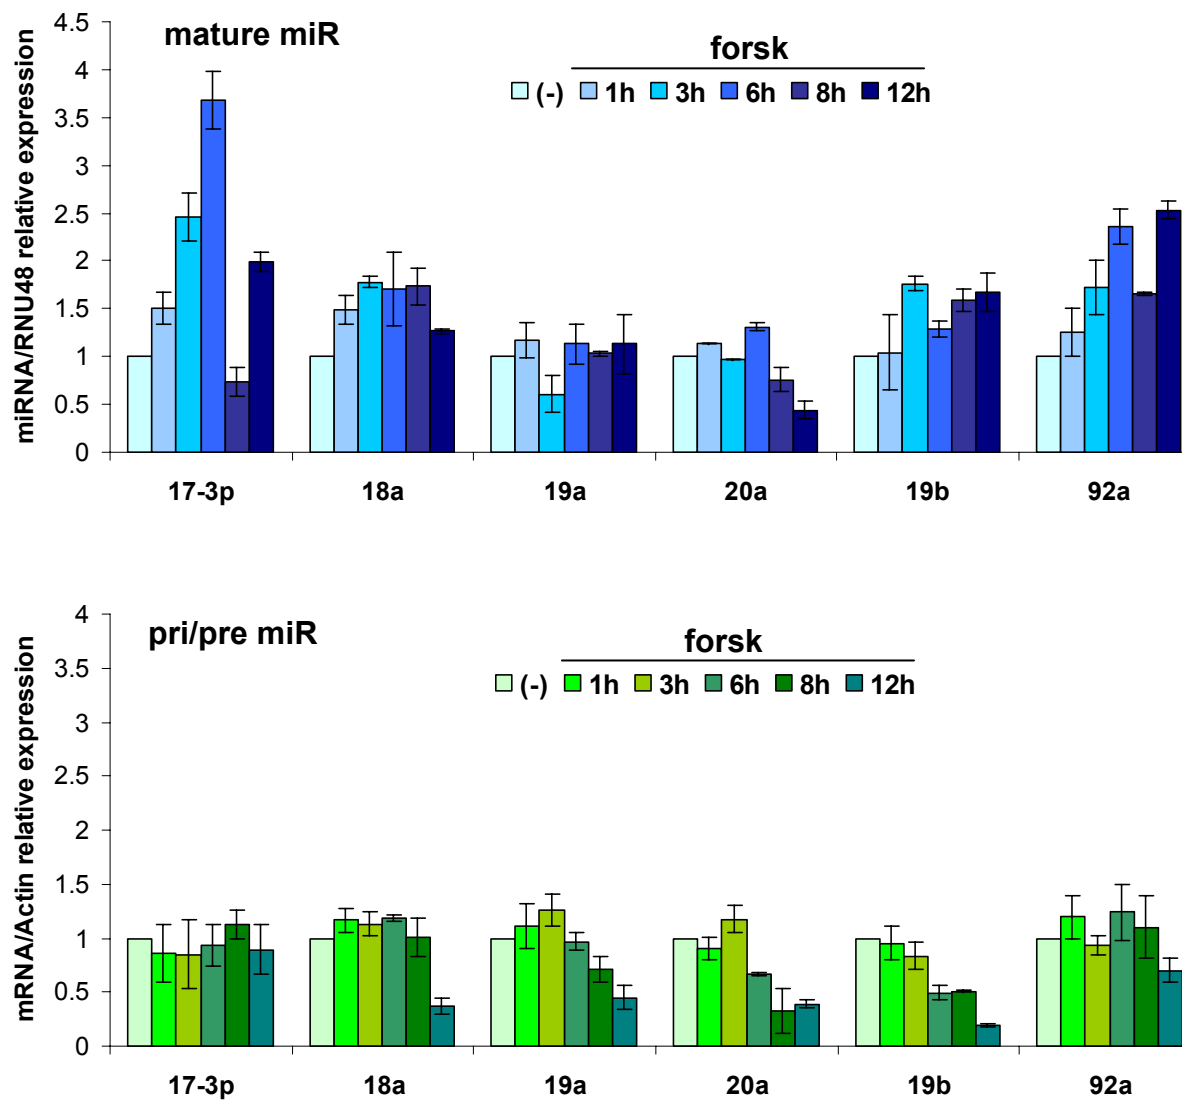 mature miR
forsk
(-) 1h 3h 6h 8h 12h
miRNA/RNU48 relative expression
4.5
4
3.5
3
2.5
2
1.5
1
0.5
0
17-3p 18a 19a 20a 19b 92a
pri/pre miR
forsk
(-) 1h 3h 6h 8h 12h
mRNA/Actin relative expression
4
3.5
3
2.5
2
1.5
1
0.5
0
17-3p 18a 19a 20a 19b 92a